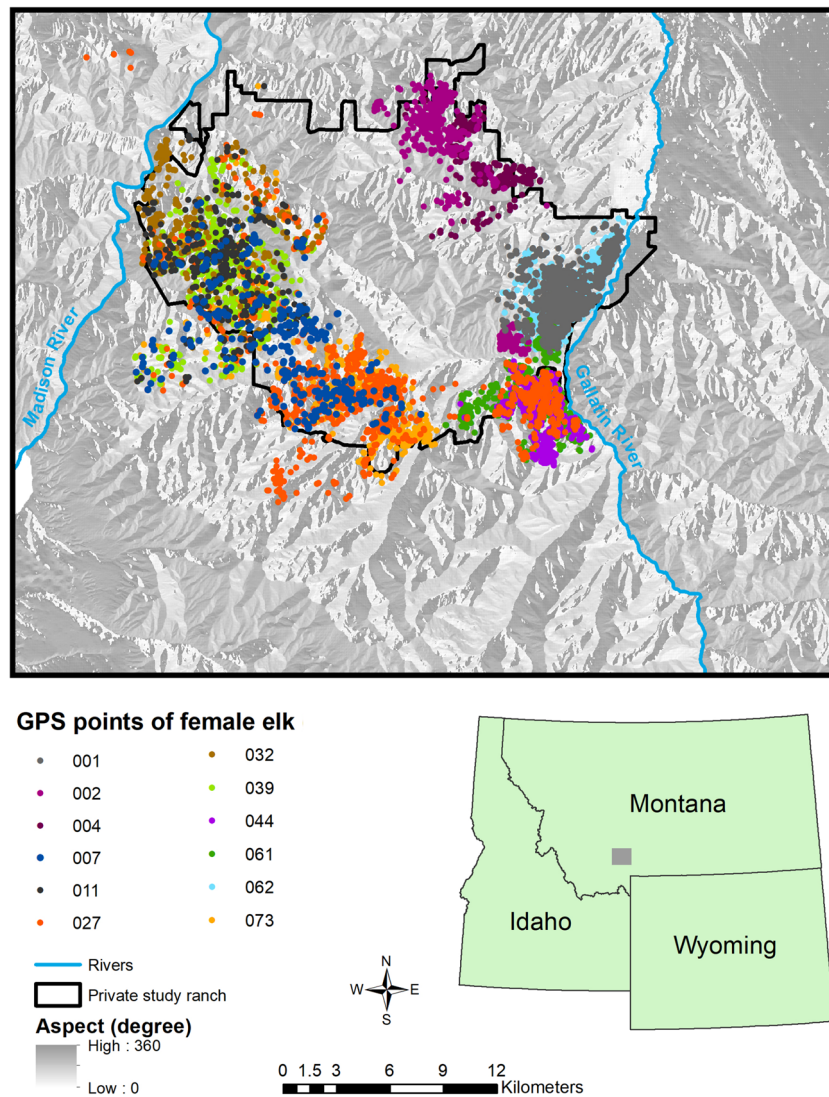 Madison River
Gallatin River
GPS points of female elk
001
002
004
007
011
027
032
039
044
061
062
073
Rivers
Private study ranch
Aspect (degree)
High : 360
Low : 0
N
W E
S
0 1.5 3 6 9 12
Kilometers
Montana
Idaho
Wyoming